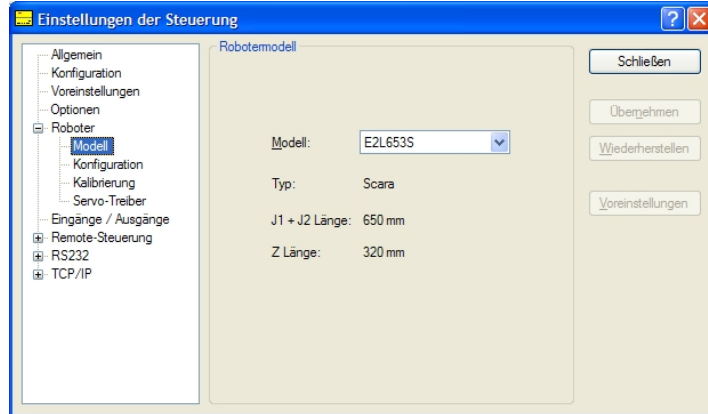 Einstellungen der Steuerung
Allgemein
Konfiguration
Voreinstellungen
Optionen
Roboter
Modell
Konfiguration
Kalibrierung
Servo-Treiber
Eingänge / Ausgänge
Remote-Steuerung
RS232
TCP/IP
Robotermodell
Modell: E2L653S
Typ: Scara
J1 + J2 Länge: 650 mm
Z Länge: 320 mm
Schließen
Übernehmen
Wiederherstellen
Voreinstellungen